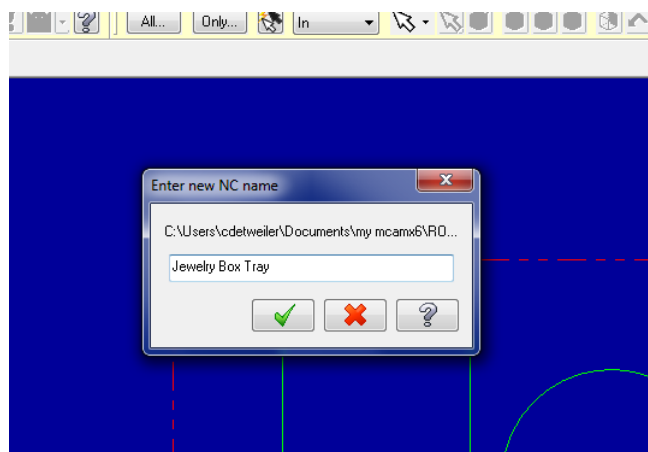 All... Only... In
Enter new NC name
C:\Users\cdetweiler\Documents\my mcamx6\RO...
Jewelry Box Tray